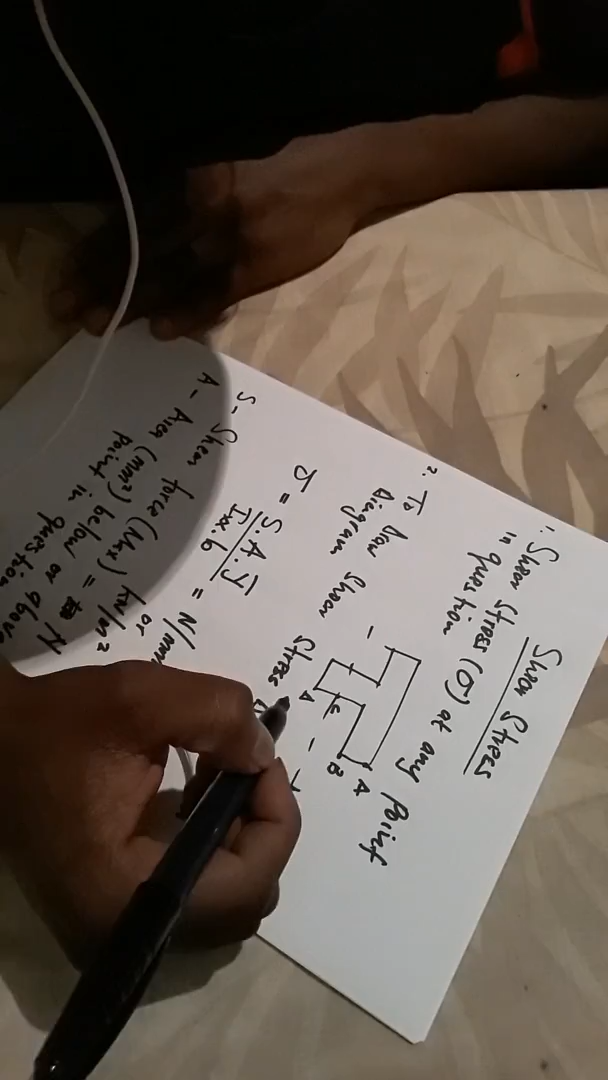 Shear Stress
1. Shear Stress (σ) at any point
in question
A
B
C
D
2. To Draw Shear Stress
Diagram
σ = S.A.ȳ / Ixx.b = N/mm
or
kN/m²
S - Shear force (Max) = N
A - Area (mm²) below or above
point in question